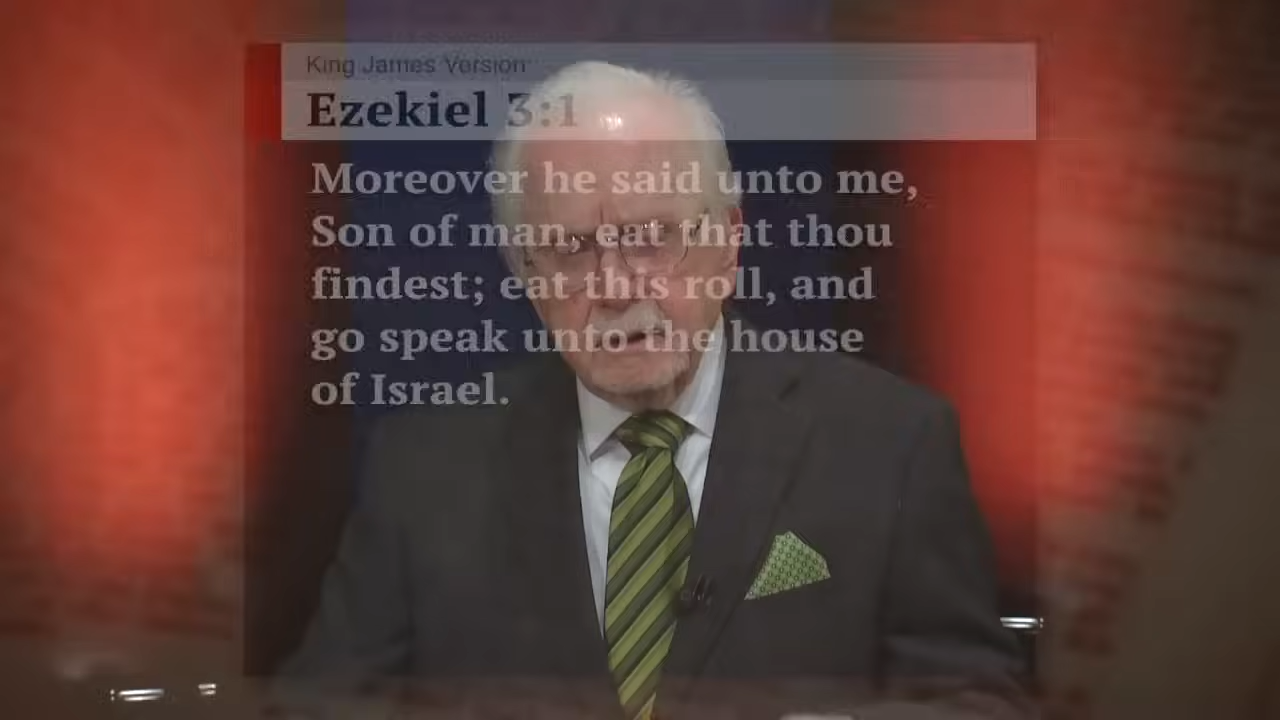 King James Version
Ezekiel 3:1
Moreover he said unto me,
Son of man, eat that thou
findest; eat this roll, and
go speak unto the house
of Israel.